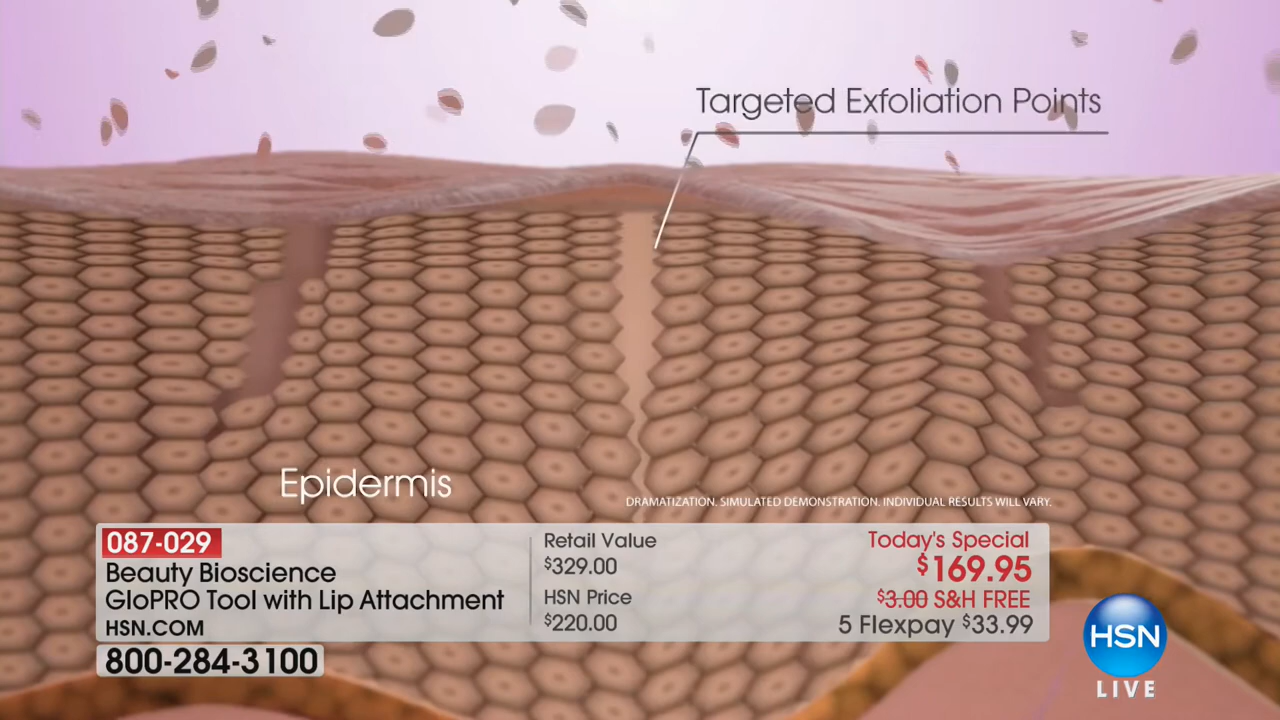 Targeted Exfoliation Points
Epidermis
DRAMATIZATION. SIMULATED DEMONSTRATION. INDIVIDUAL RESULTS WILL VARY.
087-029
Beauty Bioscience
GloPRO Tool with Lip Attachment
HSN.COM
800-284-3100
Retail Value
$329.00
HSN Price
$220.00
Today's Special
$169.95
$3.00 S&H FREE
5 Flexpay $33.99
HSN
LIVE